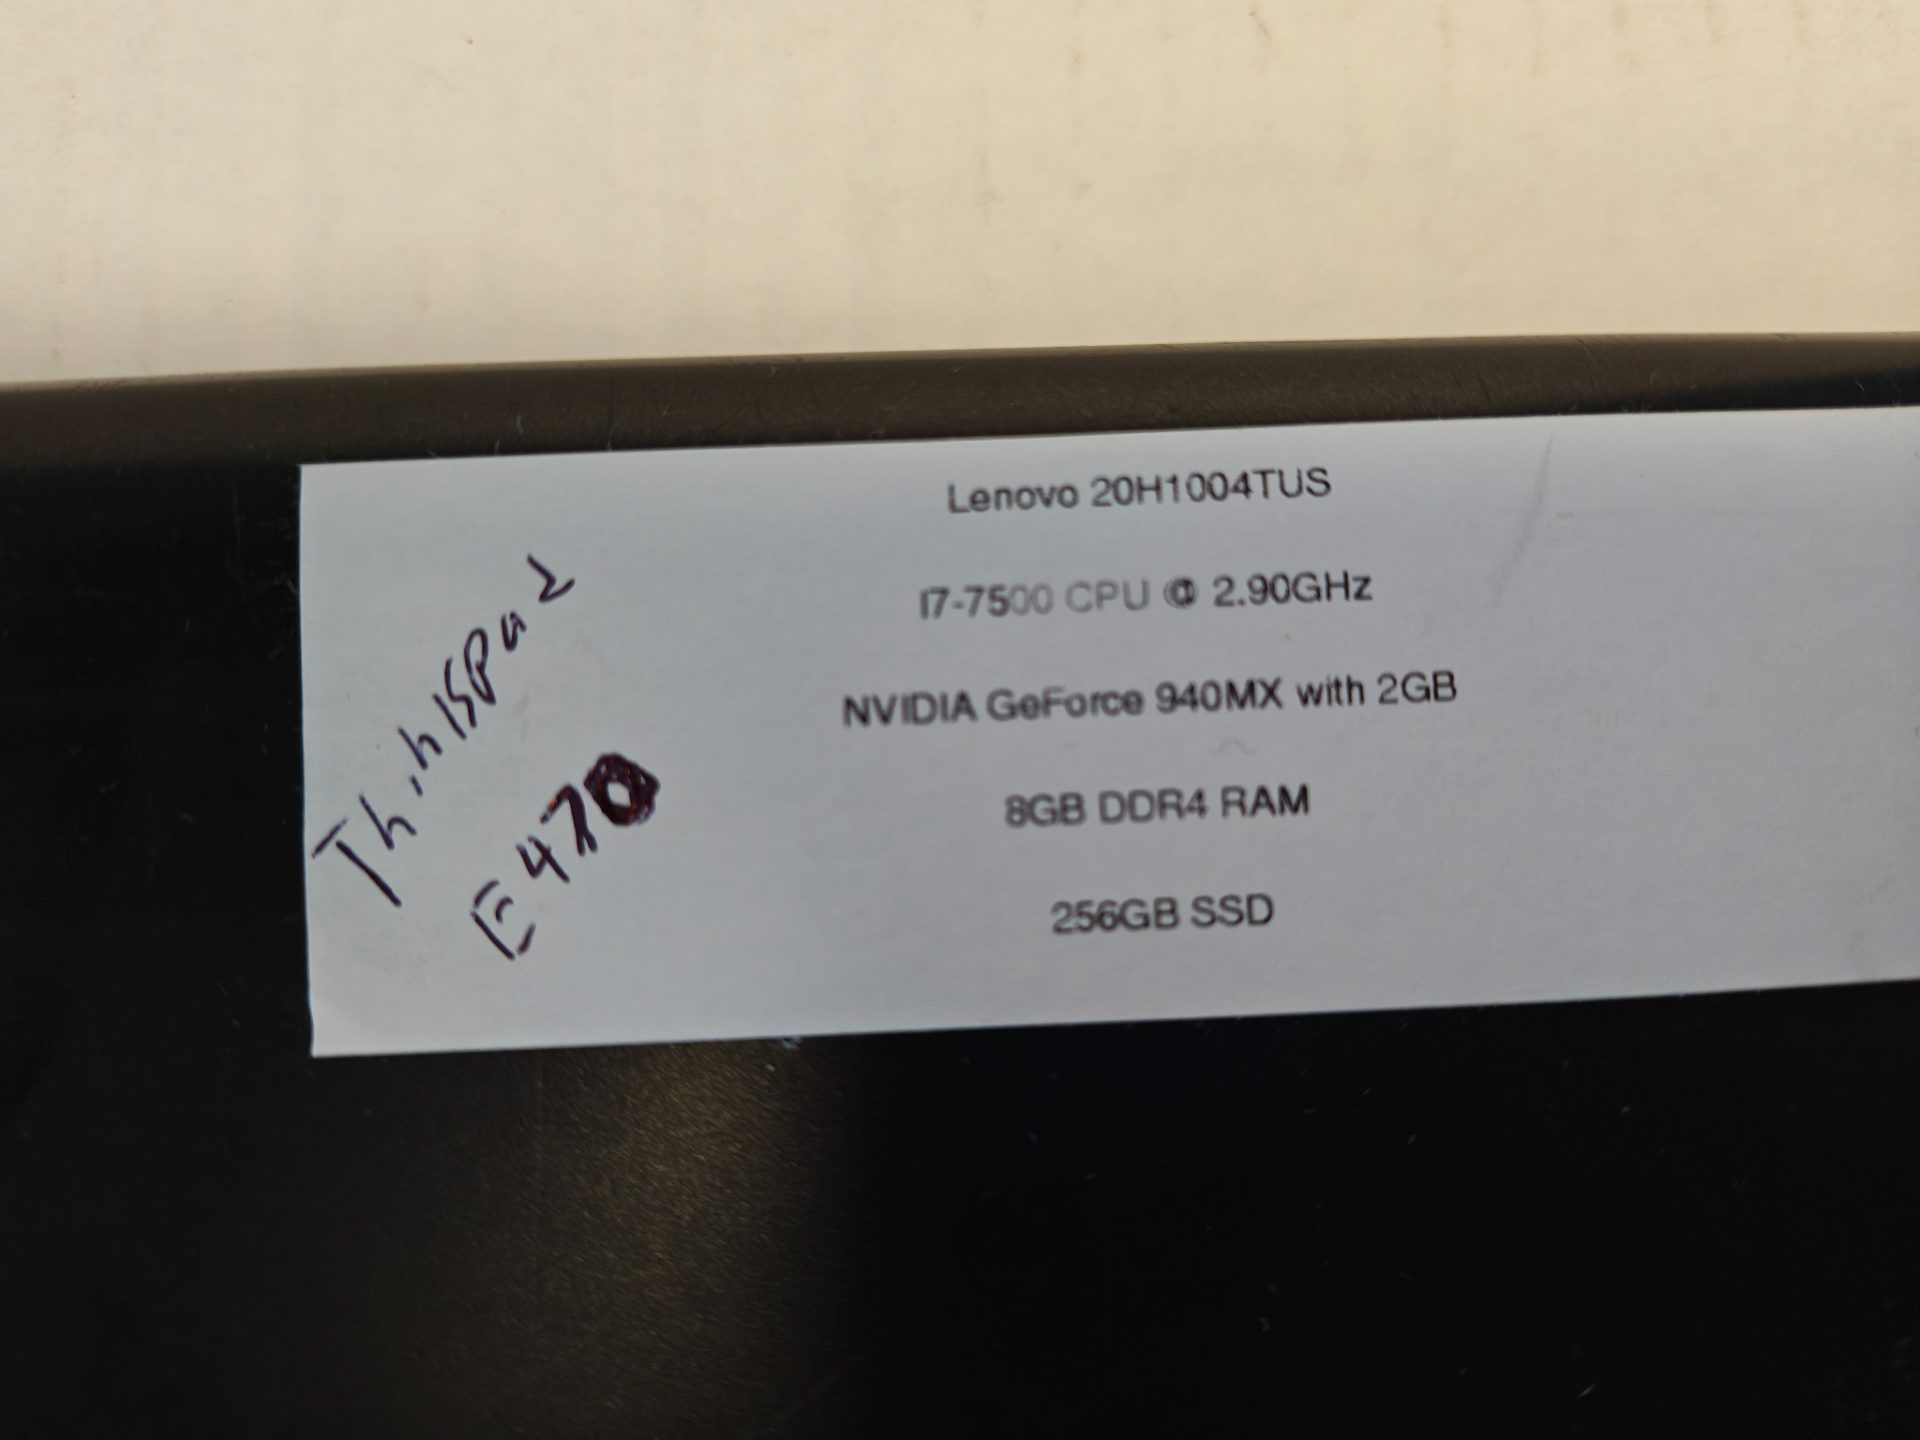 Lenovo 20H1004TUS
I7-7500 CPU @ 2.90GHz
NVIDIA GeForce 940MX with 2GB
8GB DDR4 RAM
256GB SSD
Thinkpad
E470